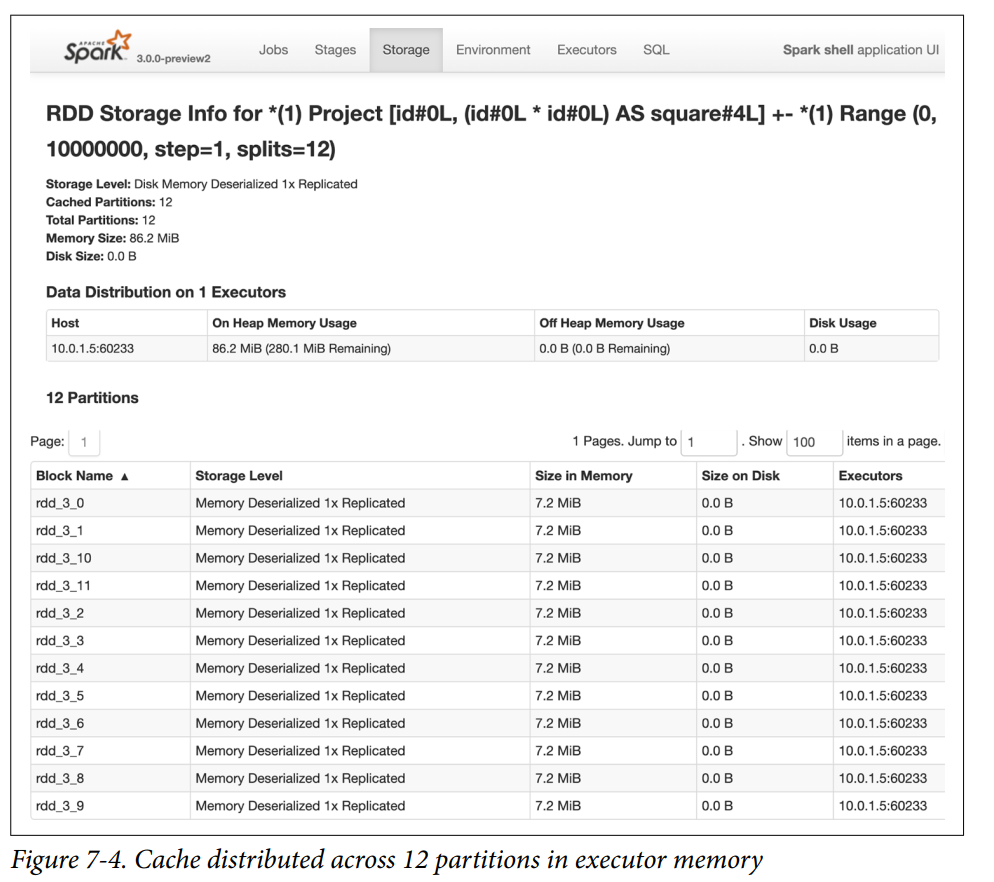 APACHE
Spark 3.0.0-preview2 Jobs Stages Storage Environment Executors SQL Spark shell application UI
RDD Storage Info for *(1) Project [id#0L, (id#0L * id#0L) AS square#4L] +- *(1) Range (0,
10000000, step=1, splits=12)
Storage Level: Disk Memory Deserialized 1x Replicated
Cached Partitions: 12
Total Partitions: 12
Memory Size: 86.2 MiB
Disk Size: 0.0 B
Data Distribution on 1 Executors
Host On Heap Memory Usage Off Heap Memory Usage Disk Usage
10.0.1.5:60233 86.2 MiB (280.1 MiB Remaining) 0.0 B (0.0 B Remaining) 0.0 B
12 Partitions
Page: 1 1 Pages. Jump to 1 . Show 100 items in a page.
Block Name ▲ Storage Level Size in Memory Size on Disk Executors
rdd_3_0 Memory Deserialized 1x Replicated 7.2 MiB 0.0 B 10.0.1.5:60233
rdd_3_1 Memory Deserialized 1x Replicated 7.2 MiB 0.0 B 10.0.1.5:60233
rdd_3_10 Memory Deserialized 1x Replicated 7.2 MiB 0.0 B 10.0.1.5:60233
rdd_3_11 Memory Deserialized 1x Replicated 7.2 MiB 0.0 B 10.0.1.5:60233
rdd_3_2 Memory Deserialized 1x Replicated 7.2 MiB 0.0 B 10.0.1.5:60233
rdd_3_3 Memory Deserialized 1x Replicated 7.2 MiB 0.0 B 10.0.1.5:60233
rdd_3_4 Memory Deserialized 1x Replicated 7.2 MiB 0.0 B 10.0.1.5:60233
rdd_3_5 Memory Deserialized 1x Replicated 7.2 MiB 0.0 B 10.0.1.5:60233
rdd_3_6 Memory Deserialized 1x Replicated 7.2 MiB 0.0 B 10.0.1.5:60233
rdd_3_7 Memory Deserialized 1x Replicated 7.2 MiB 0.0 B 10.0.1.5:60233
rdd_3_8 Memory Deserialized 1x Replicated 7.2 MiB 0.0 B 10.0.1.5:60233
rdd_3_9 Memory Deserialized 1x Replicated 7.2 MiB 0.0 B 10.0.1.5:60233
Figure 7-4. Cache distributed across 12 partitions in executor memory